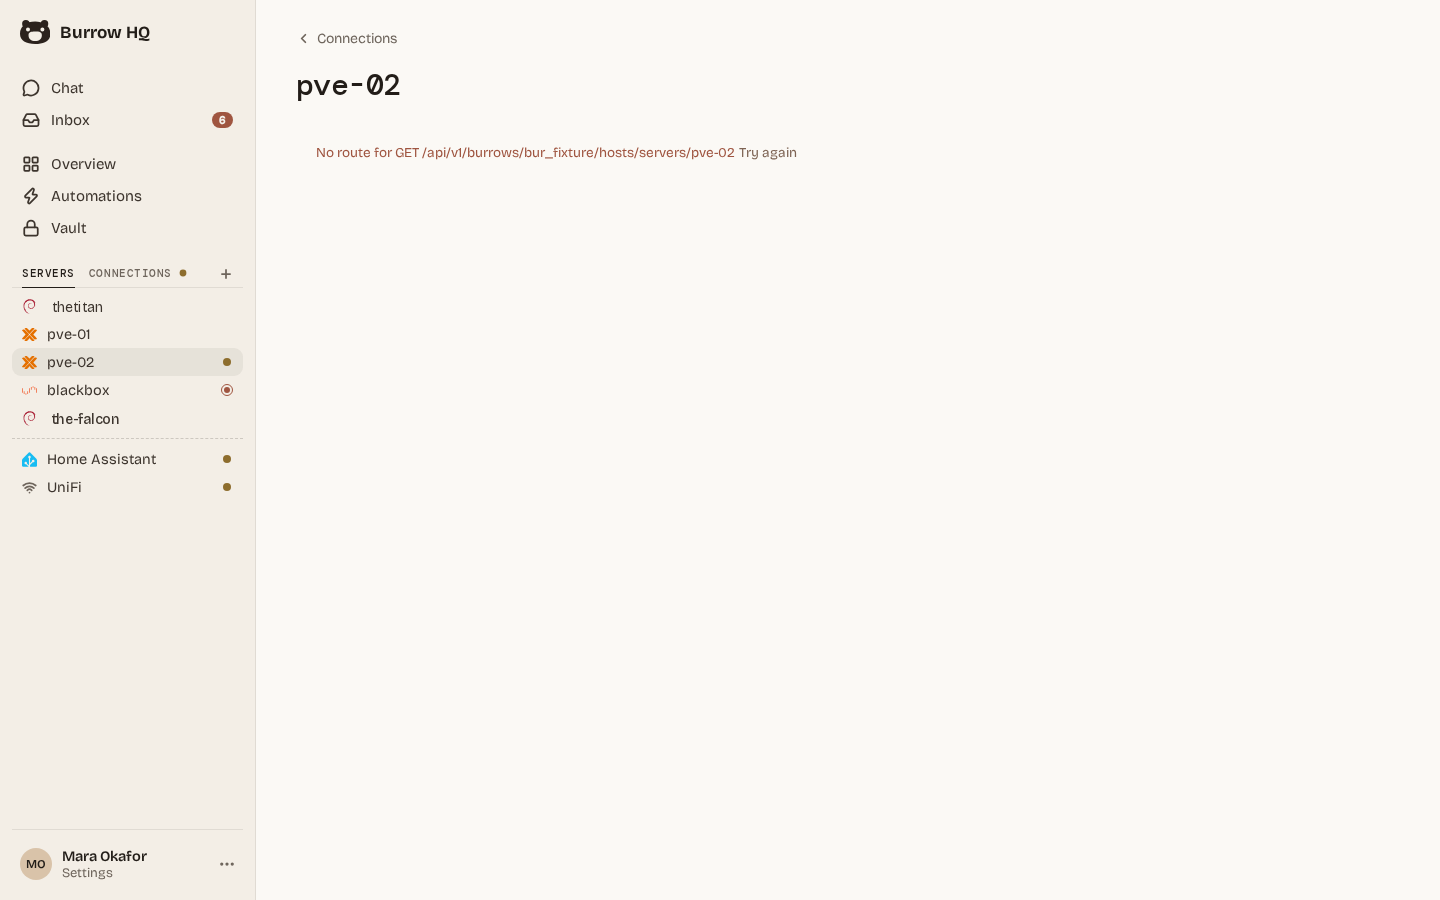 Burrow HQ
Chat
Inbox 6
Overview
Automations
Vault
SERVERS CONNECTIONS +
thetitan
pve-01
pve-02
blackbox
the-falcon
Home Assistant
UniFi
MO Mara Okafor
Settings
Connections
pve-02
No route for GET /api/v1/burrows/bur_fixture/hosts/servers/pve-02 Try again